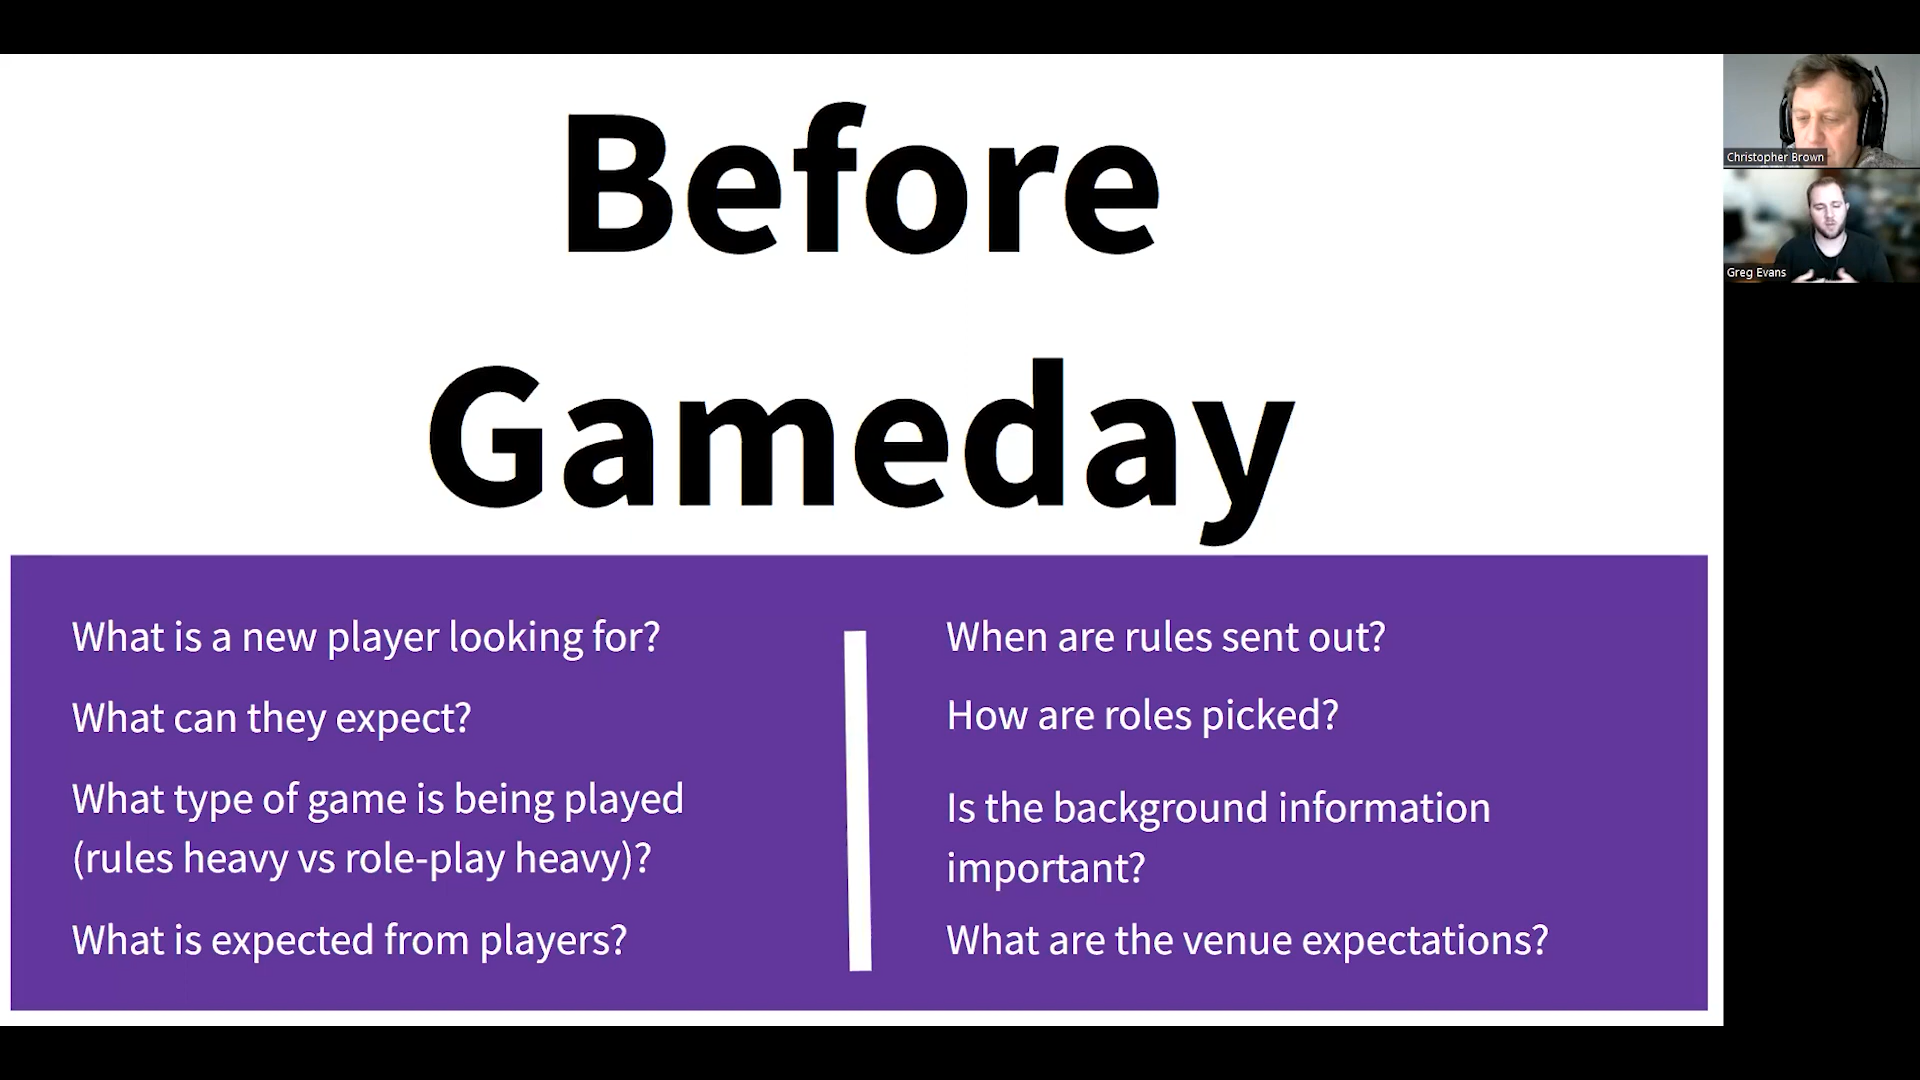 Before
Gameday
What is a new player looking for?
What can they expect?
What type of game is being played
(rules heavy vs role-play heavy)?
What is expected from players?
When are rules sent out?
How are roles picked?
Is the background information
important?
What are the venue expectations?
Christopher Brown
Greg Evans